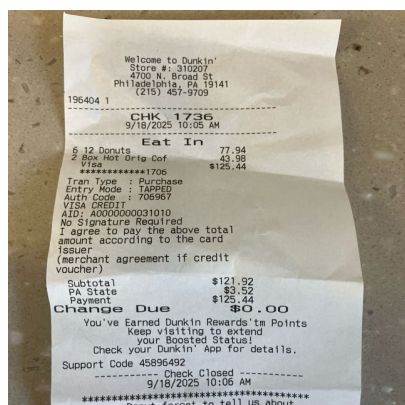 Welcome to Dunkin'
Store #: 310207
4700 N. Broad St
Philadelphia, PA 19141
(215) 457-9709
196404 1
CHK 1736
9/18/2025 10:05 AM
Eat In
6 12 Donuts 77.94
2 Box Hot Orig Cof 43.98
Visa $125.44
************1706
Tran Type : Purchase
Entry Mode : TAPPED
Auth Code : 706967
VISA CREDIT
AID: A0000000031010
No Signature Required
I agree to pay the above total
amount according to the card
issuer
(merchant agreement if credit
voucher)
Subtotal $121.92
PA State $3.52
Payment $125.44
Change Due $0.00
You've Earned Dunkin Rewards'tm Points
Keep visiting to extend
your Boosted Status!
Check your Dunkin' App for details.
Support Code 45896492
---------- Check Closed ----------
9/18/2025 10:06 AM
****************************************
Don't forget to tell us about